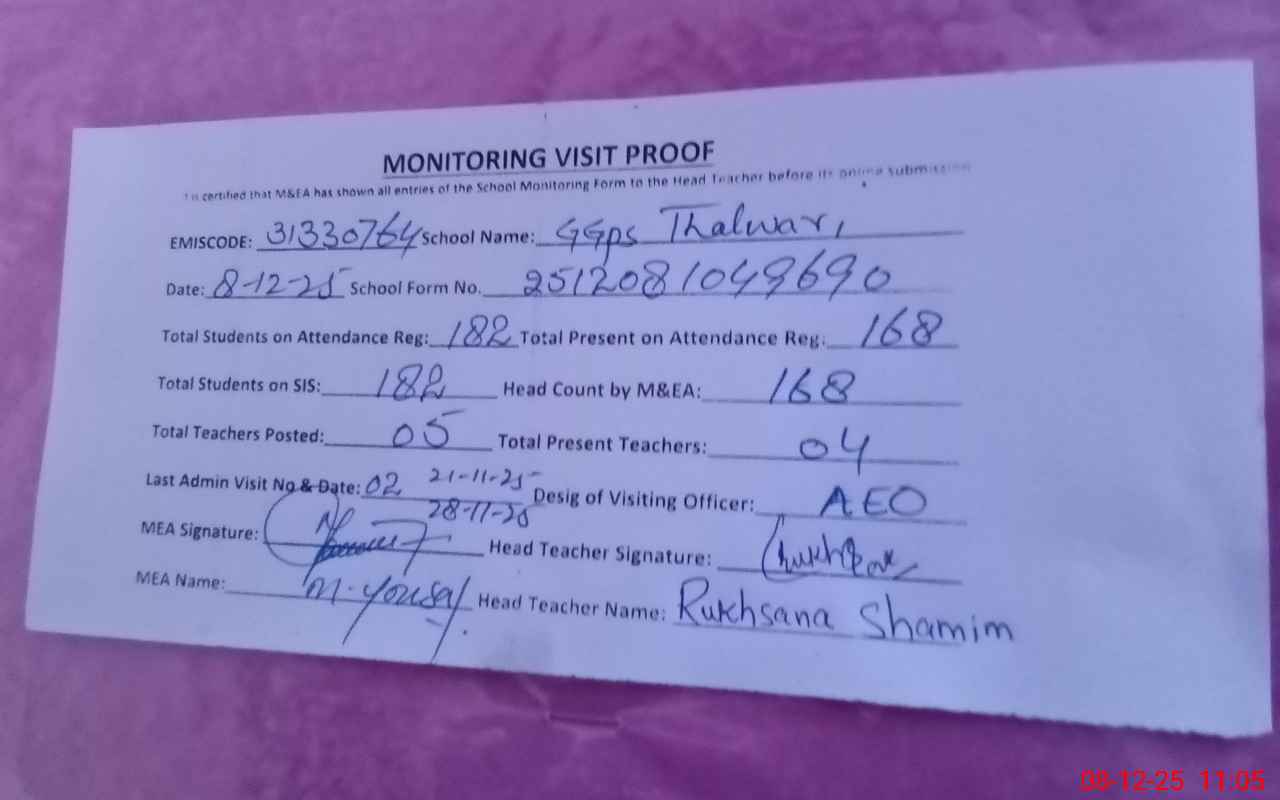 MONITORING VISIT PROOF
is certified that M&EA has shown all entries of the School Monitoring Form to the Head Teacher before its online submission
EMISCODE: 31330764 School Name: GGps Thalwar,
Date: 8-12-25 School Form No. 2512081049690
Total Students on Attendance Reg: 182 Total Present on Attendance Reg: 168
Total Students on SIS: 182 Head Count by M&EA: 168
Total Teachers Posted: 05 Total Present Teachers: 04
Last Admin Visit No & Date: 02 21-11-25 28-11-25 Desig of Visiting Officer: AEO
MEA Signature: Head Teacher Signature:
MEA Name: M. Yousaf Head Teacher Name: Rukhsana Shamim
08-12-25 11:05